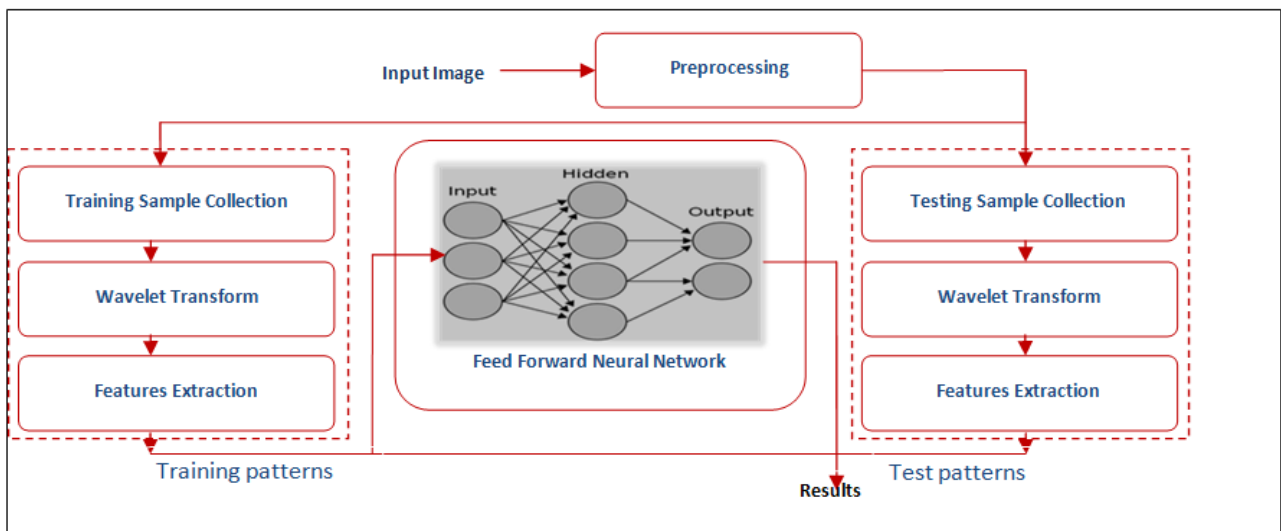 Input Image
Preprocessing
Training Sample Collection
Wavelet Transform
Features Extraction
Training patterns
Input
Hidden
Output
Feed Forward Neural Network
Testing Sample Collection
Wavelet Transform
Features Extraction
Test patterns
Results